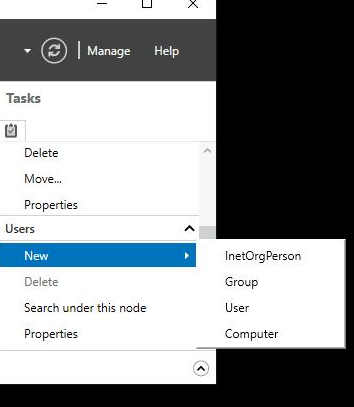 Manage Help
Tasks
Delete
Move...
Properties
Users
New
InetOrgPerson
Delete
Group
Search under this node
User
Properties
Computer